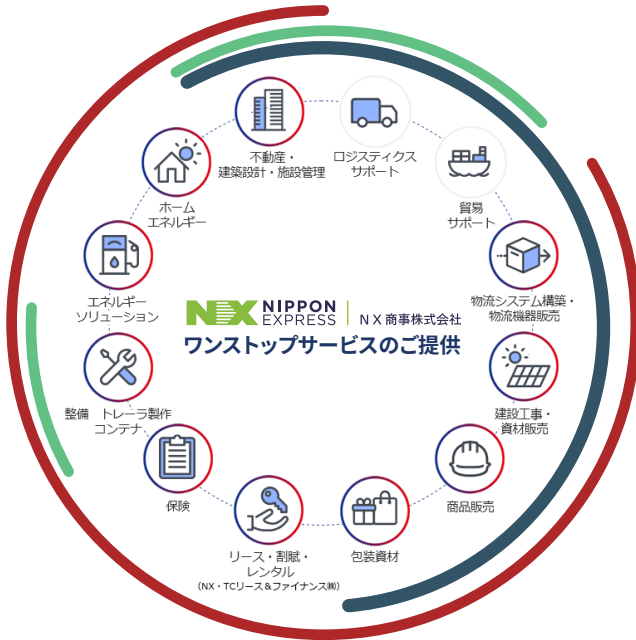 不動産・
建築設計・施設管理
ロジスティクス
サポート
貿易
サポート
物流システム構築・
物流機器販売
建設工事・
資材販売
商品販売
包装資材
リース・割賦・
レンタル
(NX・TCリース＆ファイナンス㈱)
保険
整備　トレーラ製作
コンテナ
エネルギー
ソリューション
ホーム
エネルギー
NX NIPPON
EXPRESS
ＮＸ商事株式会社
ワンストップサービスのご提供